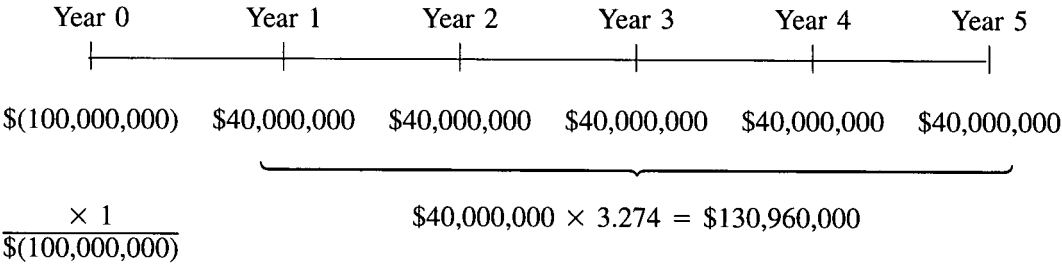 Year 0 Year 1 Year 2 Year 3 Year 4 Year 5
$(100,000,000) $40,000,000 $40,000,000 $40,000,000 $40,000,000 $40,000,000
× 1 $40,000,000 × 3.274 = $130,960,000
$(100,000,000)